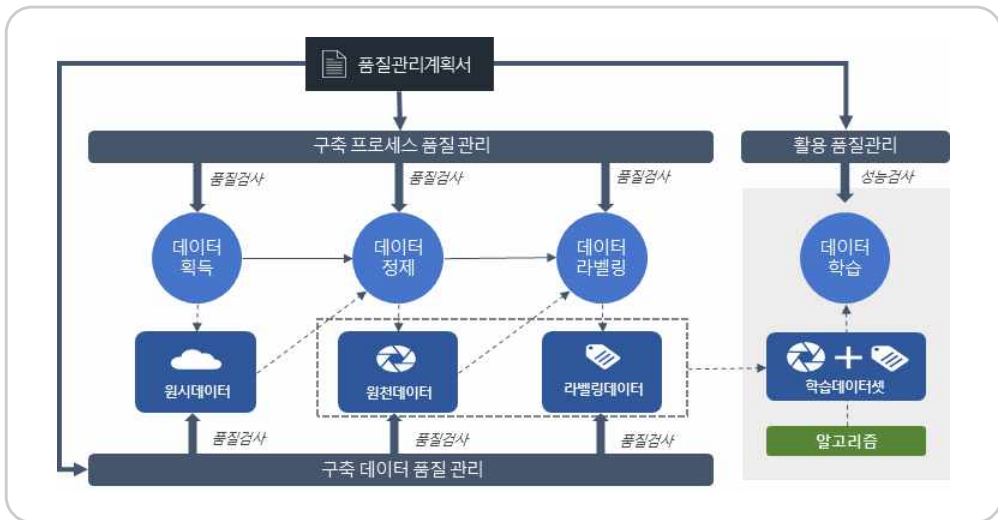 품질관리계획서
구축 프로세스 품질 관리
활용 품질관리
품질검사
품질검사
품질검사
성능검사
데이터
획득
데이터
정제
데이터
라벨링
데이터
학습
원시데이터
원천데이터
라벨링데이터
학습데이터셋
품질검사
품질검사
품질검사
알고리즘
구축 데이터 품질 관리